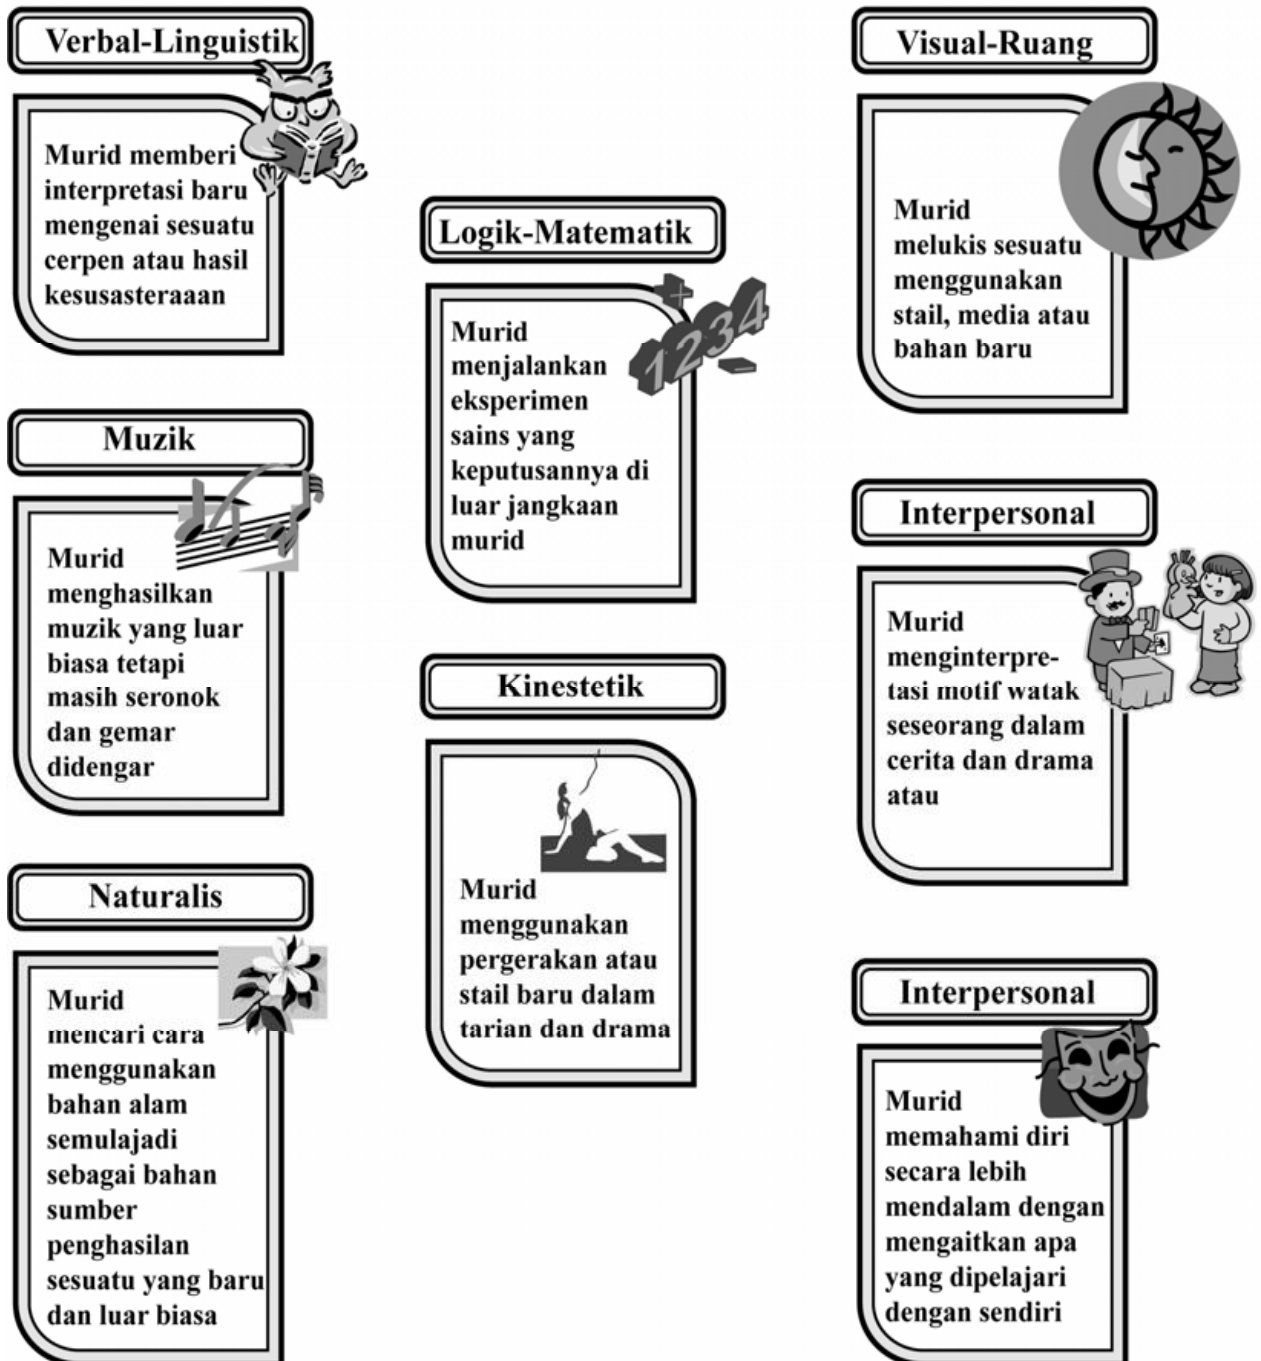 Verbal-Linguistik
Murid memberi
interpretasi baru
mengenai sesuatu
cerpen atau hasil
kesusasteraaan
Muzik
Murid
menghasilkan
muzik yang luar
biasa tetapi
masih seronok
dan gemar
didengar
Naturalis
Murid
mencari cara
menggunakan
bahan alam
semulajadi
sebagai bahan
sumber
penghasilan
sesuatu yang baru
dan luar biasa
Logik-Matematik
+
1234
-
Murid
menjalankan
eksperimen
sains yang
keputusannya di
luar jangkaan
murid
Kinestetik
Murid
menggunakan
pergerakan atau
stail baru dalam
tarian dan drama
Visual-Ruang
Murid
melukis sesuatu
menggunakan
stail, media atau
bahan baru
Interpersonal
Murid
menginterpre-
tasi motif watak
seseorang dalam
cerita dan drama
atau
Interpersonal
Murid
memahami diri
secara lebih
mendalam dengan
mengaitkan apa
yang dipelajari
dengan sendiri